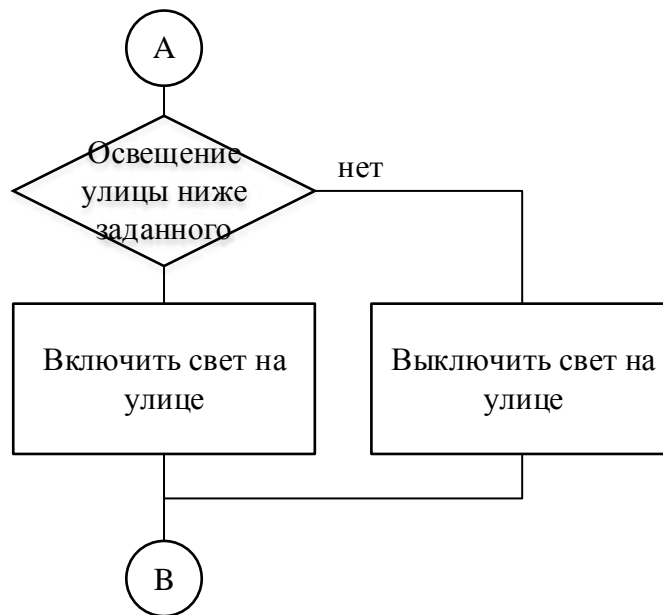 А
Освещение
улицы ниже
заданного
нет
Включить свет на
улице
Выключить свет на
улице
В